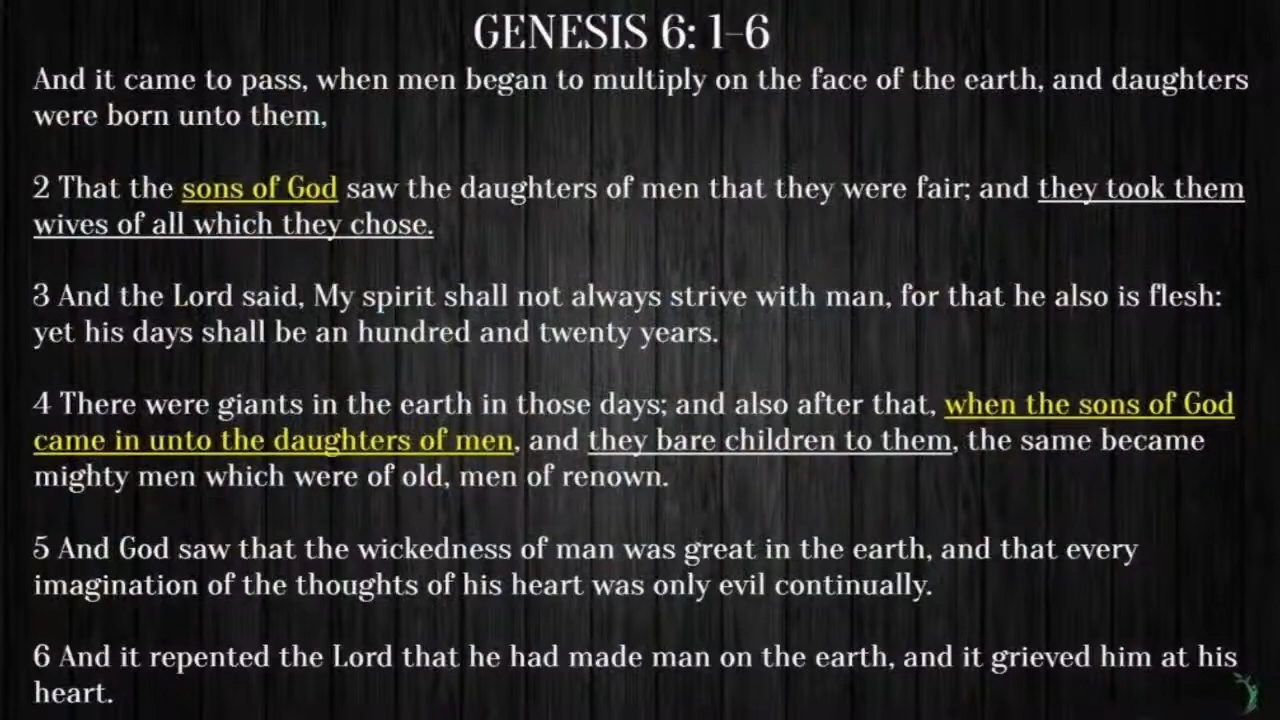 GENESIS 6: 1-6
And it came to pass, when men began to multiply on the face of the earth, and daughters
were born unto them,
2 That the sons of God saw the daughters of men that they were fair; and they took them
wives of all which they chose.
3 And the Lord said, My spirit shall not always strive with man, for that he also is flesh:
yet his days shall be an hundred and twenty years.
4 There were giants in the earth in those days; and also after that, when the sons of God
came in unto the daughters of men, and they bare children to them, the same became
mighty men which were of old, men of renown.
5 And God saw that the wickedness of man was great in the earth, and that every
imagination of the thoughts of his heart was only evil continually.
6 And it repented the Lord that he had made man on the earth, and it grieved him at his
heart.